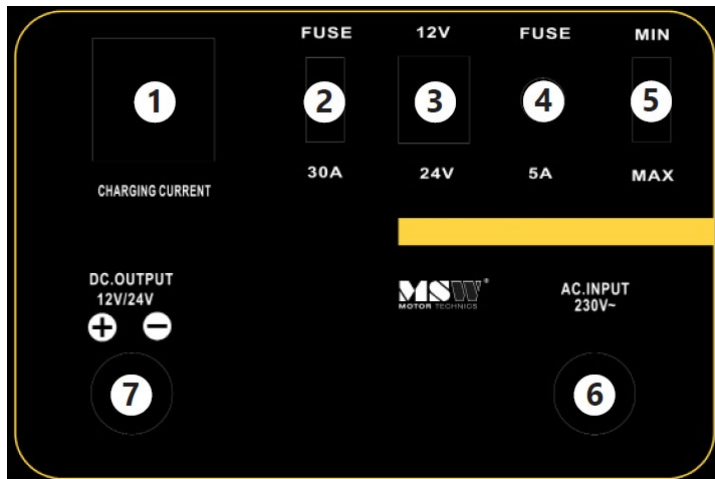 FUSE 12V FUSE MIN
1 2 3 4 5
30A 24V 5A MAX
CHARGING CURRENT
DC.OUTPUT
12V/24V
+ −
7
MSW®
MOTOR TECHNICS
AC.INPUT
230V~
6